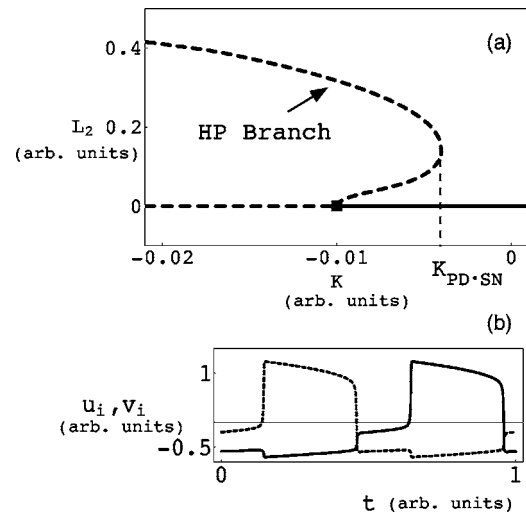 (a)
0.4
HP Branch
L₂ 0.2
(arb. units)
0
-0.02 -0.01 0
K K_PD·SN
(arb. units)
(b)
1
u_i,v_i
(arb. units)
-0.5
0 1
t (arb. units)